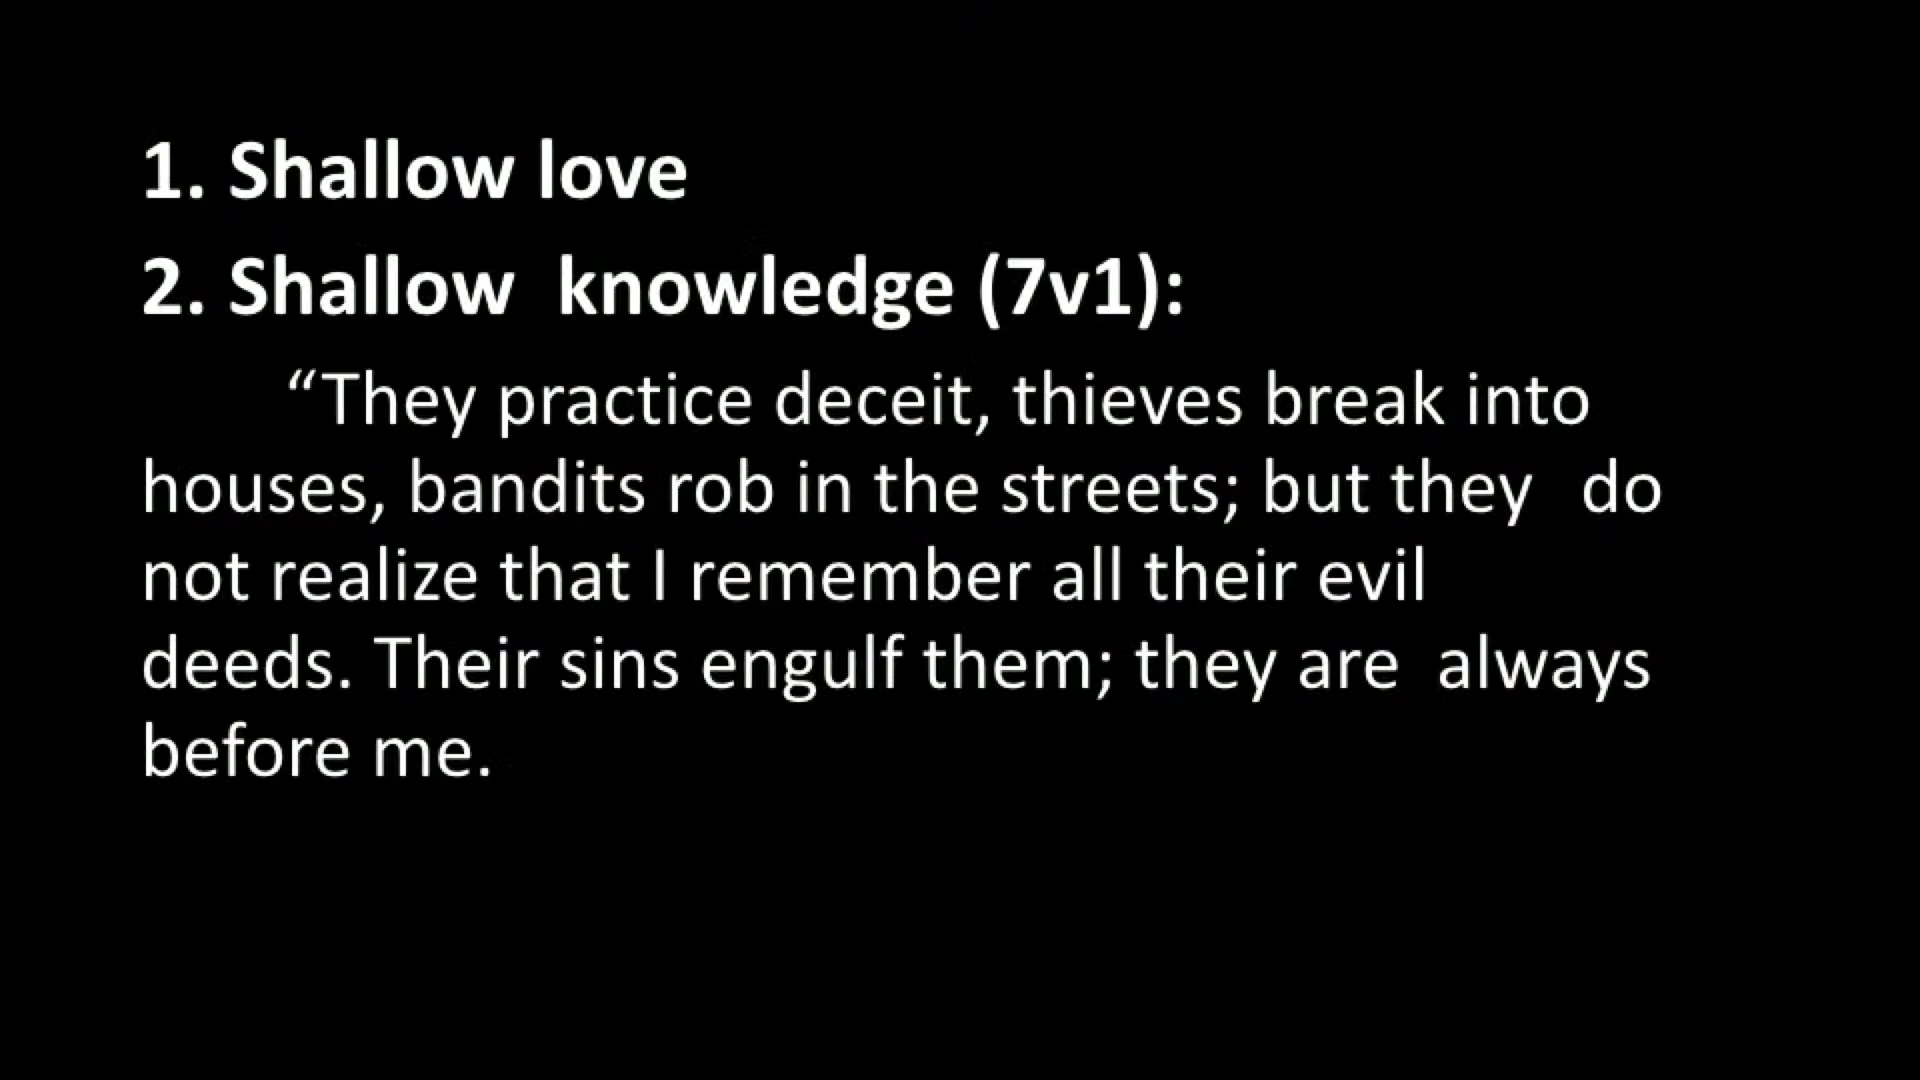 1. Shallow love
2. Shallow  knowledge (7v1):
“They practice deceit, thieves break into
houses, bandits rob in the streets; but they   do
not realize that I remember all their evil
deeds. Their sins engulf them; they are  always
before me.